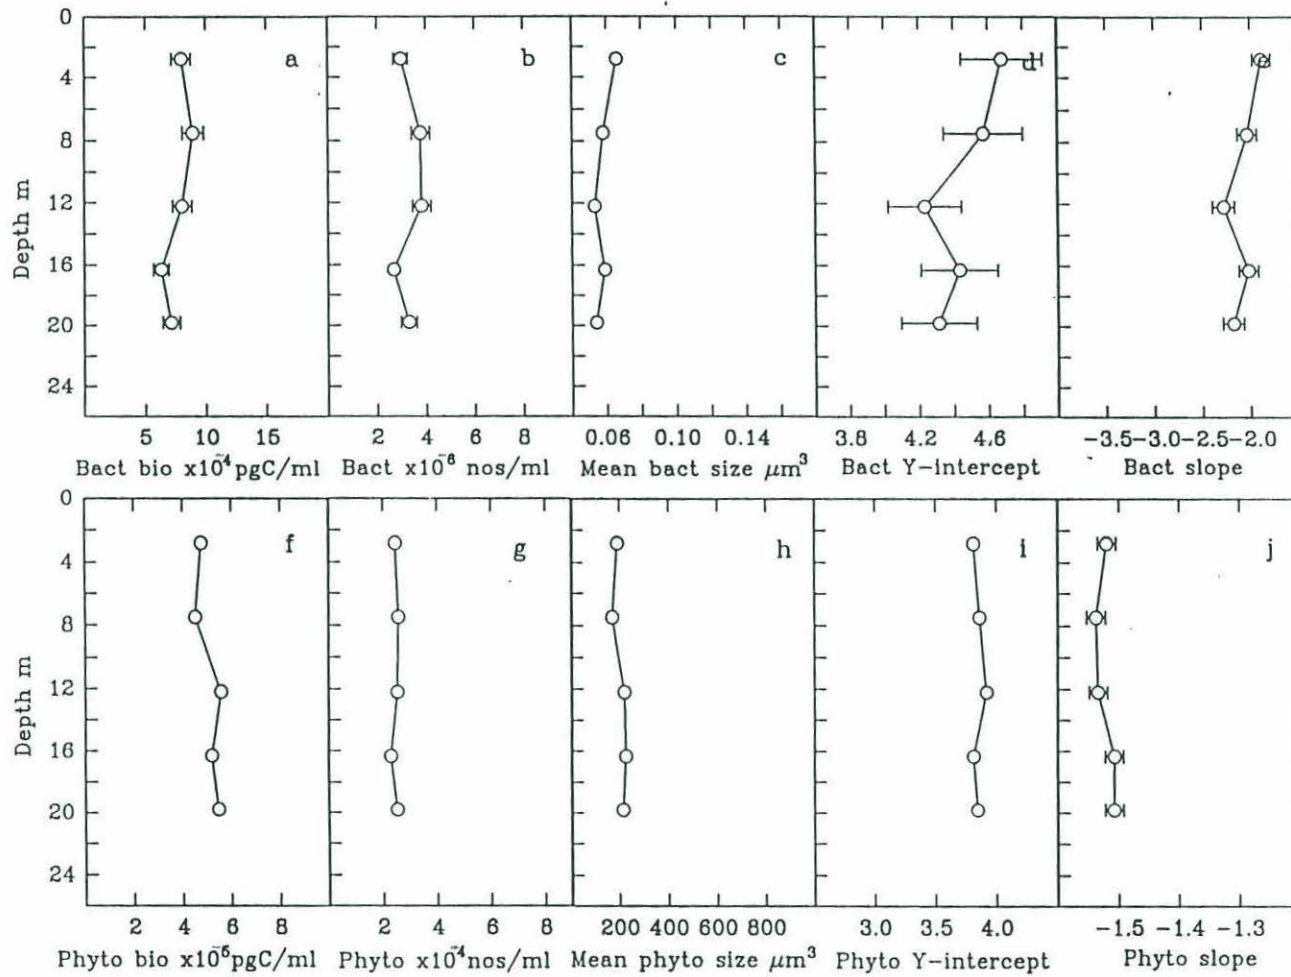 0
4
8
12
16
20
24
Depth m
a b c d e
5 10 15
2 4 6 8
0.06 0.10 0.14
3.8 4.2 4.6
-3.5-3.0-2.5-2.0
Bact bio x10⁻⁴pgC/ml
Bact x10⁻⁶ nos/ml
Mean bact size μm³
Bact Y-intercept
Bact slope
0
4
8
12
16
20
24
Depth m
f g h i j
2 4 6 8
2 4 6 8
200 400 600 800
3.0 3.5 4.0
-1.5 -1.4 -1.3
Phyto bio x10⁻⁵pgC/ml
Phyto x10⁻⁴nos/ml
Mean phyto size μm³
Phyto Y-intercept
Phyto slope